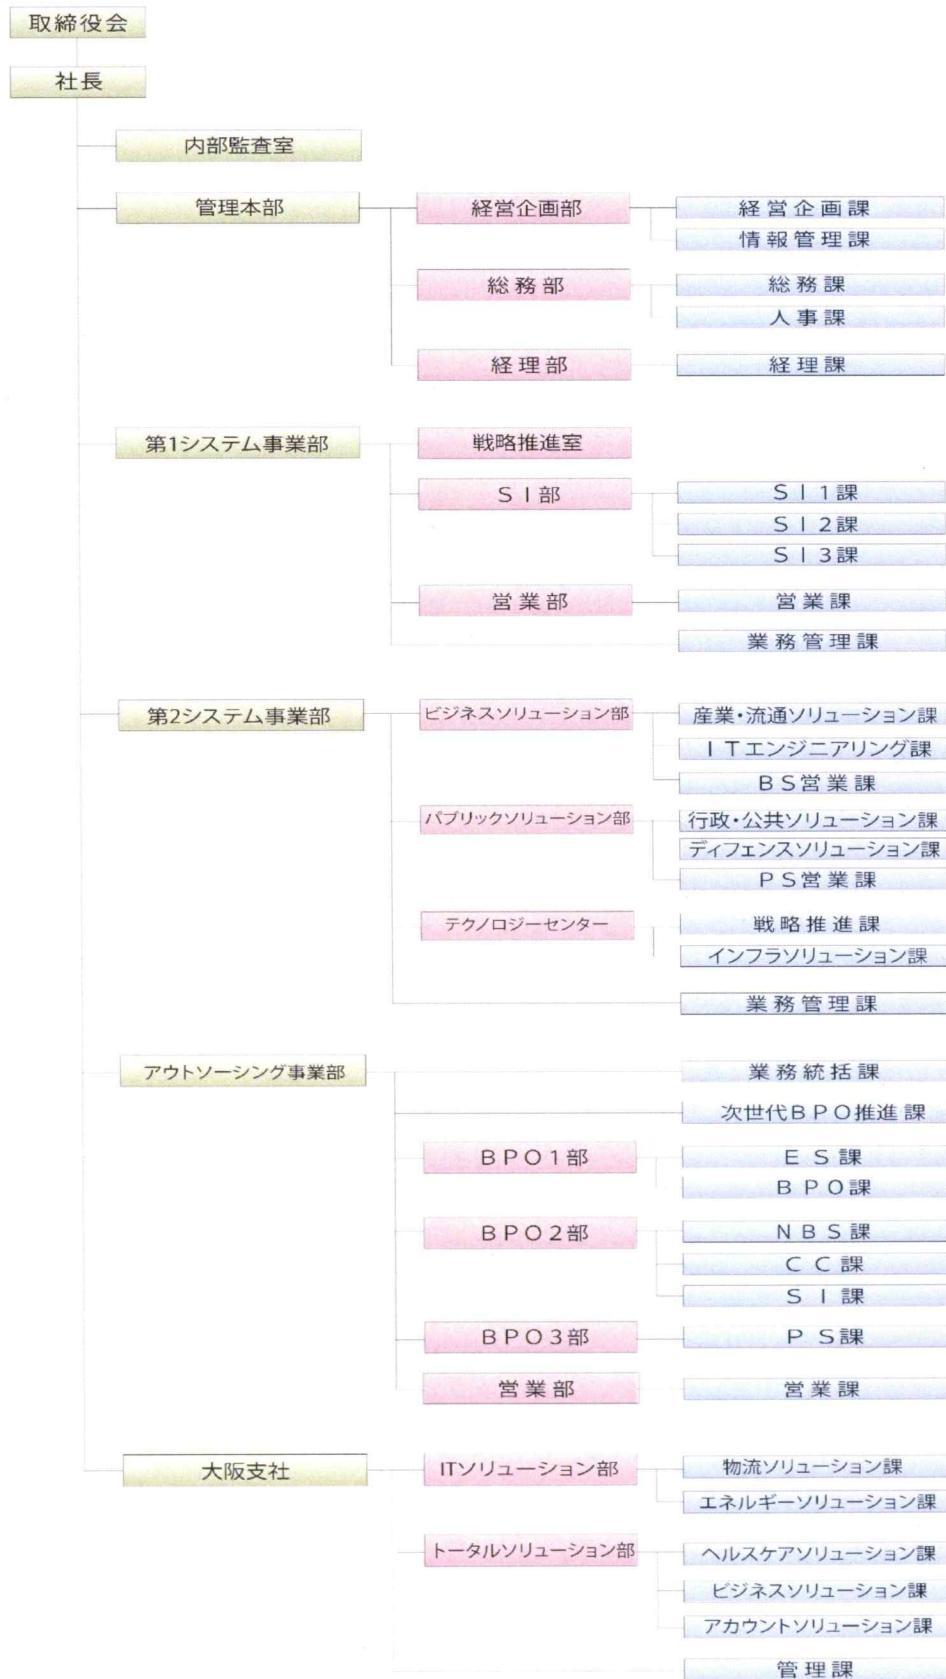 取締役会
社長
内部監査室
管理本部
経営企画部
経営企画課
情報管理課
総務部
総務課
人事課
経理部
経理課
第1システム事業部
戦略推進室
SI部
SI1課
SI2課
SI3課
営業部
営業課
業務管理課
第2システム事業部
ビジネスソリューション部
産業・流通ソリューション課
ITエンジニアリング課
BS営業課
パブリックソリューション部
行政・公共ソリューション課
ディフェンスソリューション課
PS営業課
テクノロジーセンター
戦略推進課
インフラソリューション課
業務管理課
アウトソーシング事業部
業務統括課
次世代BPO推進課
BPO1部
ES課
BPO課
BPO2部
NBS課
CC課
SI課
BPO3部
PS課
営業部
営業課
大阪支社
ITソリューション部
物流ソリューション課
エネルギーソリューション課
トータルソリューション部
ヘルスケアソリューション課
ビジネスソリューション課
アカウントソリューション課
管理課